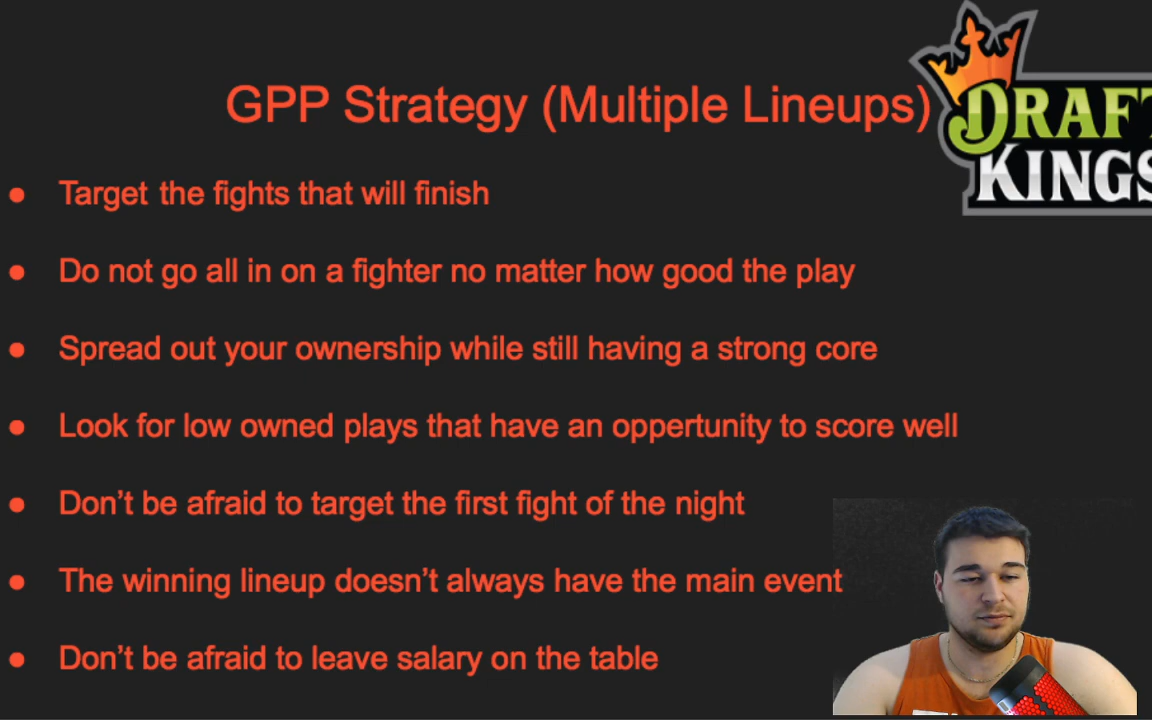 GPP Strategy (Multiple Lineups)
DRAFT
KINGS
Target the fights that will finish
Do not go all in on a fighter no matter how good the play
Spread out your ownership while still having a strong core
Look for low owned plays that have an oppertunity to score well
Don’t be afraid to target the first fight of the night
The winning lineup doesn’t always have the main event
Don’t be afraid to leave salary on the table